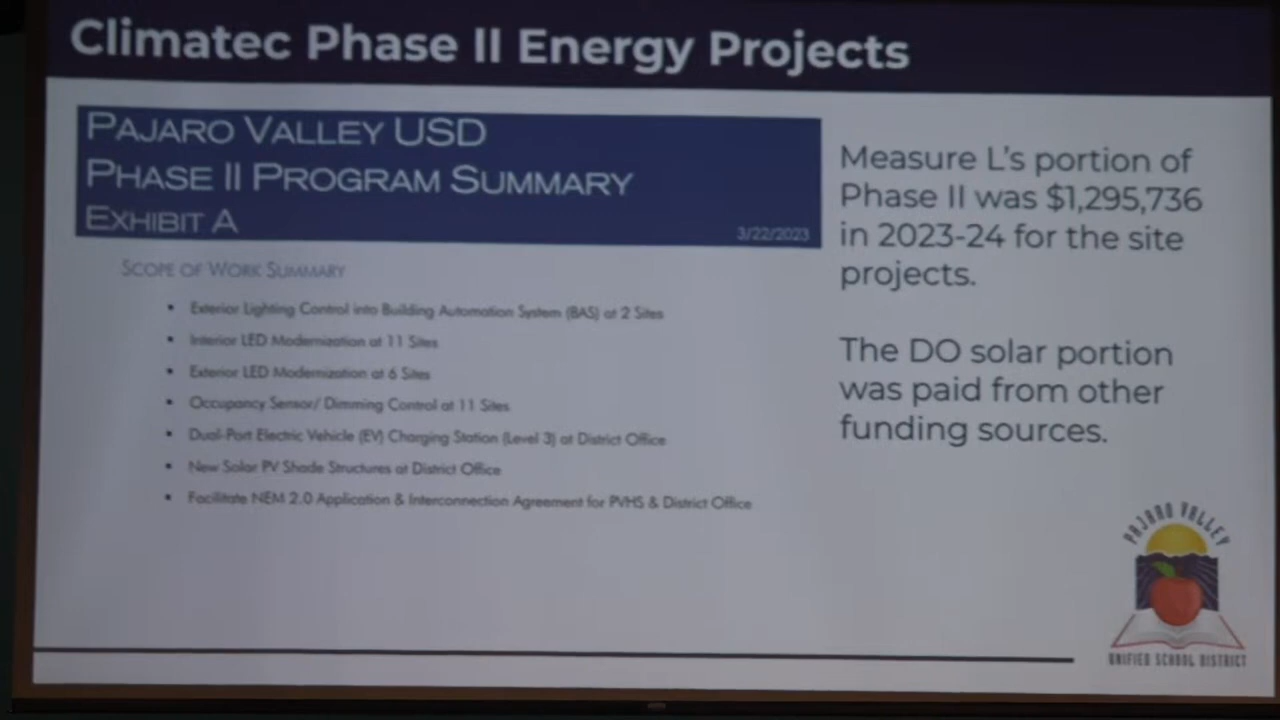 Climatec Phase II Energy Projects
PAJARO VALLEY USD
PHASE II PROGRAM SUMMARY
EXHIBIT A
3/22/2023
SCOPE OF WORK SUMMARY
• Exterior Lighting Control into Building Automation System (BAS) at 2 Sites
• Interior LED Modernization at 11 Sites
• Exterior LED Modernization at 6 Sites
• Occupancy Sensor/ Dimming Control at 11 Sites
• Dual-Port Electric Vehicle (EV) Charging Station (Level 3) at District Office
• New Solar PV Shade Structures at District Office
• Facilitate NEM 2.0 Application & Interconnection Agreement for PVHS & District Office
Measure L's portion of
Phase II was $1,295,736
in 2023-24 for the site
projects.
The DO solar portion
was paid from other
funding sources.
PAJARO VALLEY
UNIFIED SCHOOL DISTRICT